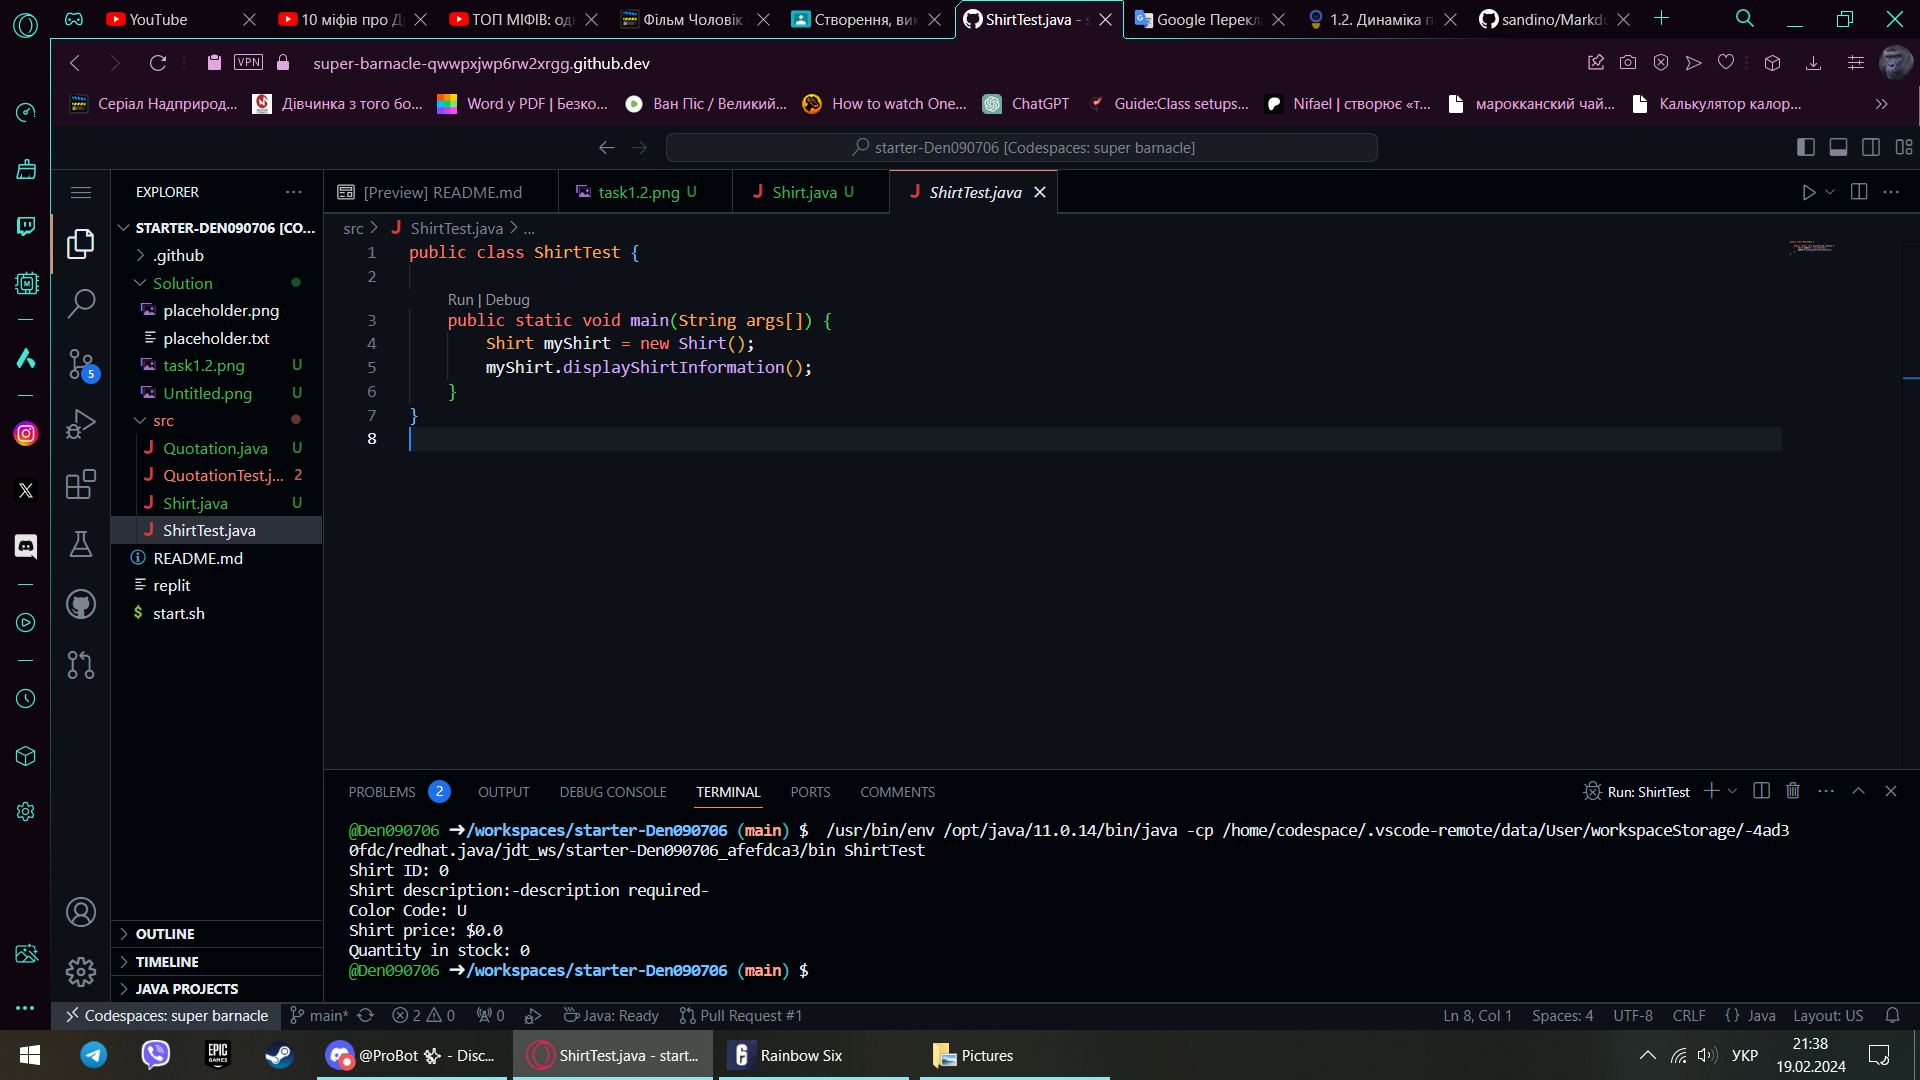 YouTube
10 міфів про Д
ТОП МІФІВ: од
Фільм Чоловік
Створення, вик
ShirtTest.java - s
Google Перекл
1.2. Динаміка п
sandino/Markdo
VPN
super-barnacle-qwwpxjwp6rw2xrgg.github.dev
Серіал Надприрод...
Дівчинка з того бо...
Word у PDF | Безко...
Ван Піс / Великий...
How to watch One...
ChatGPT
Guide:Class setups...
Nifael | створює «т...
марокканский чай...
Калькулятор калор...
starter-Den090706 [Codespaces: super barnacle]
EXPLORER
[Preview] README.md
task1.2.png U
Shirt.java U
ShirtTest.java
STARTER-DEN090706 [CO...
.github
Solution
placeholder.png
placeholder.txt
task1.2.png U
Untitled.png U
src
Quotation.java U
QuotationTest.j... 2
Shirt.java U
ShirtTest.java
README.md
replit
$ start.sh
5
OUTLINE
TIMELINE
JAVA PROJECTS
src > ShirtTest.java > ...
1 public class ShirtTest {
2
Run | Debug
3 public static void main(String args[]) {
4 Shirt myShirt = new Shirt();
5 myShirt.displayShirtInformation();
6 }
7 }
8
PROBLEMS 2
OUTPUT
DEBUG CONSOLE
TERMINAL
PORTS
COMMENTS
Run: ShirtTest
@Den090706 ➜/workspaces/starter-Den090706 (main) $ /usr/bin/env /opt/java/11.0.14/bin/java -cp /home/codespace/.vscode-remote/data/User/workspaceStorage/-4ad3
0fdc/redhat.java/jdt_ws/starter-Den090706_afefdca3/bin ShirtTest
Shirt ID: 0
Shirt description:-description required-
Color Code: U
Shirt price: $0.0
Quantity in stock: 0
@Den090706 ➜/workspaces/starter-Den090706 (main) $
Codespaces: super barnacle
main*
2
0
0
Java: Ready
Pull Request #1
Ln 8, Col 1
Spaces: 4
UTF-8
CRLF
{ } Java
Layout: US
EPIC GAMES
@ProBot - Disc...
ShirtTest.java - start...
6 Rainbow Six
Pictures
УКР
21:38
19.02.2024